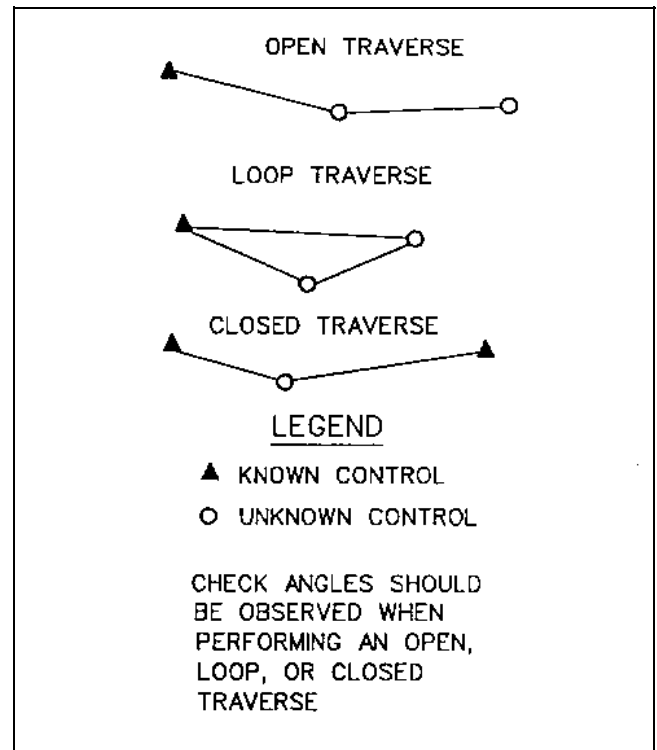 OPEN TRAVERSE
LOOP TRAVERSE
CLOSED TRAVERSE
LEGEND
KNOWN CONTROL
UNKNOWN CONTROL
CHECK ANGLES SHOULD
BE OBSERVED WHEN
PERFORMING AN OPEN,
LOOP, OR CLOSED
TRAVERSE